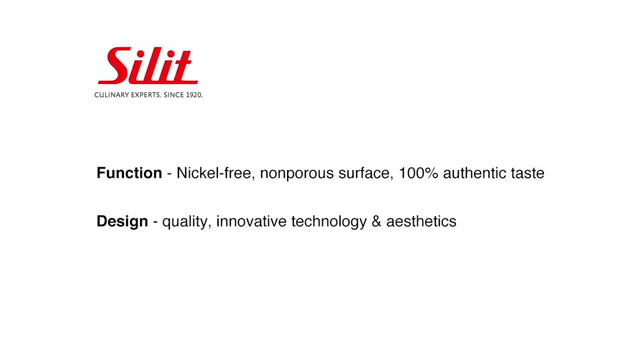 Silit
CULINARY EXPERTS. SINCE 1920.
Function - Nickel-free, nonporous surface, 100% authentic taste
Design - quality, innovative technology & aesthetics